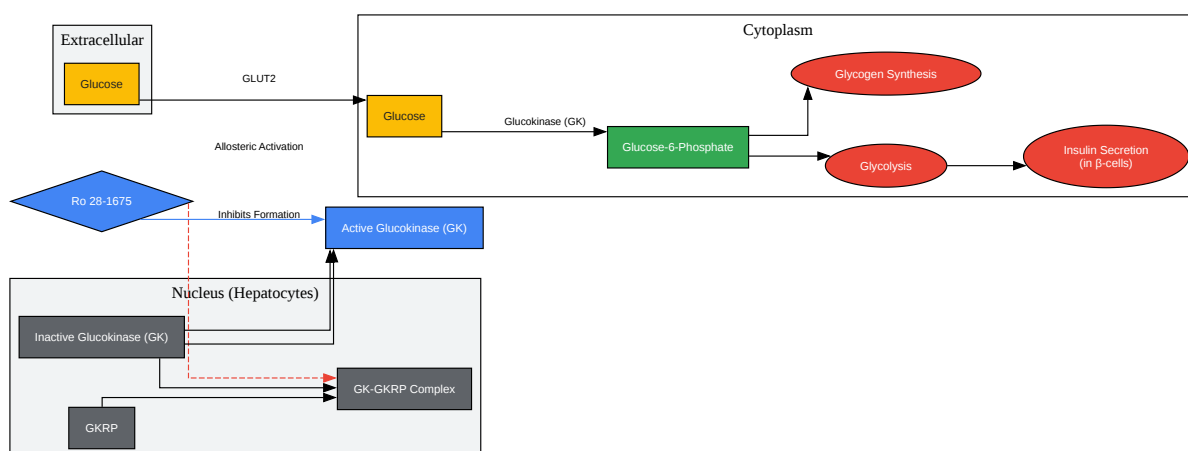 Extracellular
Glucose
GLUT2
Cytoplasm
Glucose
Glucokinase (GK)
Glucose-6-Phosphate
Glycogen Synthesis
Glycolysis
Insulin Secretion
(in β-cells)
Allosteric Activation
Ro 28-1675
Inhibits Formation
Active Glucokinase (GK)
Nucleus (Hepatocytes)
Inactive Glucokinase (GK)
GK-GKRP Complex
GKRP